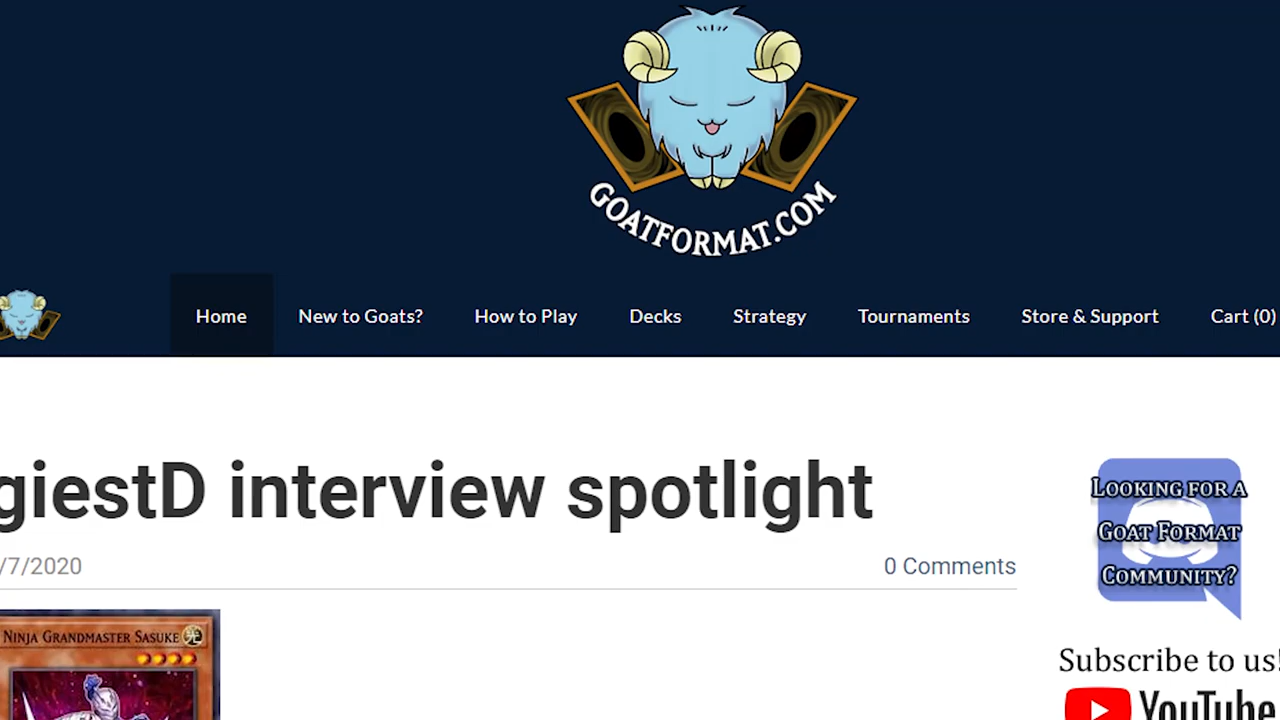 GOATFORMAT.COM
Home New to Goats? How to Play Decks Strategy Tournaments Store & Support Cart (0)
giestD interview spotlight
/7/2020
0 Comments
LOOKING FOR A
GOAT FORMAT
COMMUNITY?
NINJA GRANDMASTER SASUKE
光
Subscribe to us!
YouTube